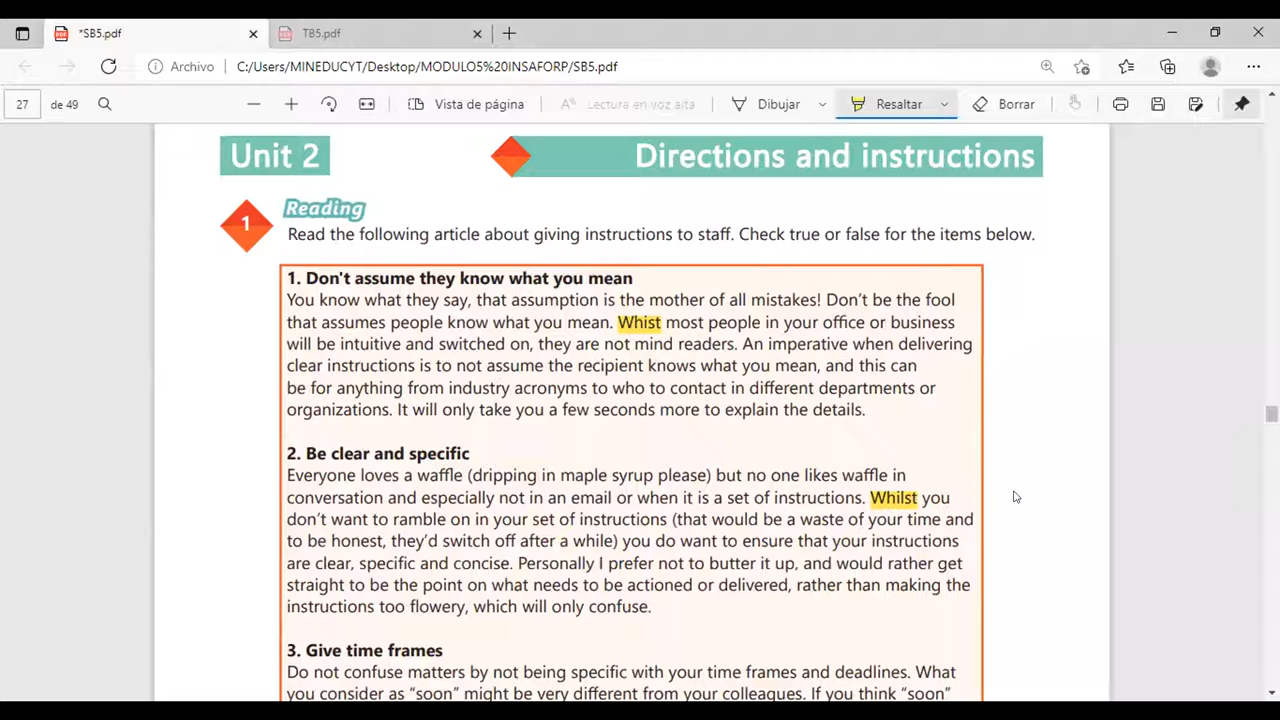 *SB5.pdf
TB5.pdf
Archivo C:/Users/MINEDUCYT/Desktop/MODULO5%20INSAFORP/SB5.pdf
27 de 49 Vista de página Lectura en voz alta Dibujar Resaltar Borrar
Unit 2 Directions and instructions
Reading
1
Read the following article about giving instructions to staff. Check true or false for the items below.
1. Don't assume they know what you mean
You know what they say, that assumption is the mother of all mistakes! Don't be the fool
that assumes people know what you mean. Whist most people in your office or business
will be intuitive and switched on, they are not mind readers. An imperative when delivering
clear instructions is to not assume the recipient knows what you mean, and this can
be for anything from industry acronyms to who to contact in different departments or
organizations. It will only take you a few seconds more to explain the details.
2. Be clear and specific
Everyone loves a waffle (dripping in maple syrup please) but no one likes waffle in
conversation and especially not in an email or when it is a set of instructions. Whilst you
don't want to ramble on in your set of instructions (that would be a waste of your time and
to be honest, they'd switch off after a while) you do want to ensure that your instructions
are clear, specific and concise. Personally I prefer not to butter it up, and would rather get
straight to be the point on what needs to be actioned or delivered, rather than making the
instructions too flowery, which will only confuse.
3. Give time frames
Do not confuse matters by not being specific with your time frames and deadlines. What
you consider as "soon" might be very different from your colleagues. If you think "soon"